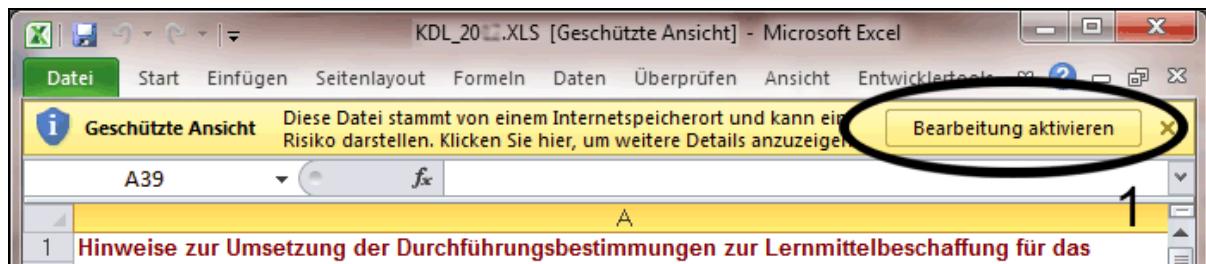 KDL_20 .XLS [Geschützte Ansicht] - Microsoft Excel
Datei Start Einfügen Seitenlayout Formeln Daten Überprüfen Ansicht Entwicklertools
Geschützte Ansicht Diese Datei stammt von einem Internetspeicherort und kann ein
Risiko darstellen. Klicken Sie hier, um weitere Details anzuzeigen
Bearbeitung aktivieren
A39 fx
1
A
1 Hinweise zur Umsetzung der Durchführungsbestimmungen zur Lernmittelbeschaffung für das